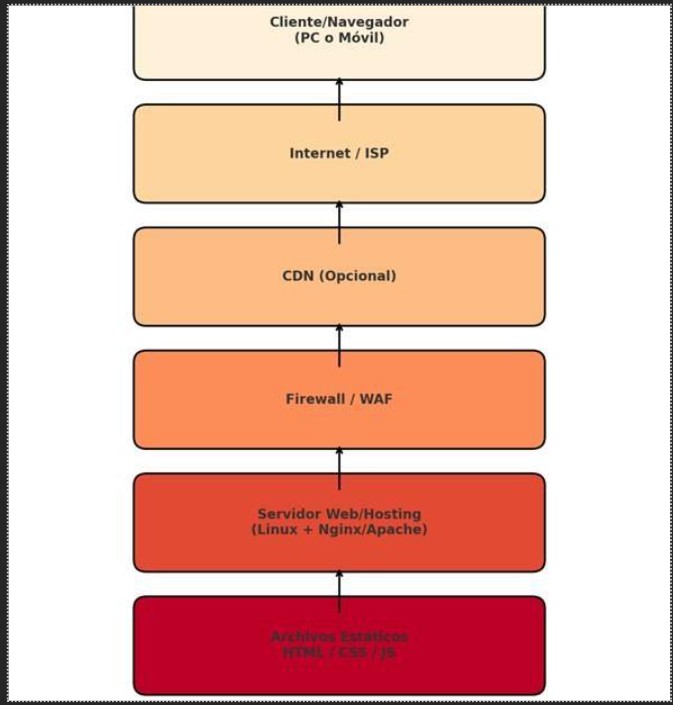 Cliente/Navegador
(PC o Móvil)
Internet / ISP
CDN (Opcional)
Firewall / WAF
Servidor Web/Hosting
(Linux + Nginx/Apache)
Archivos Estáticos
HTML / CSS / JS